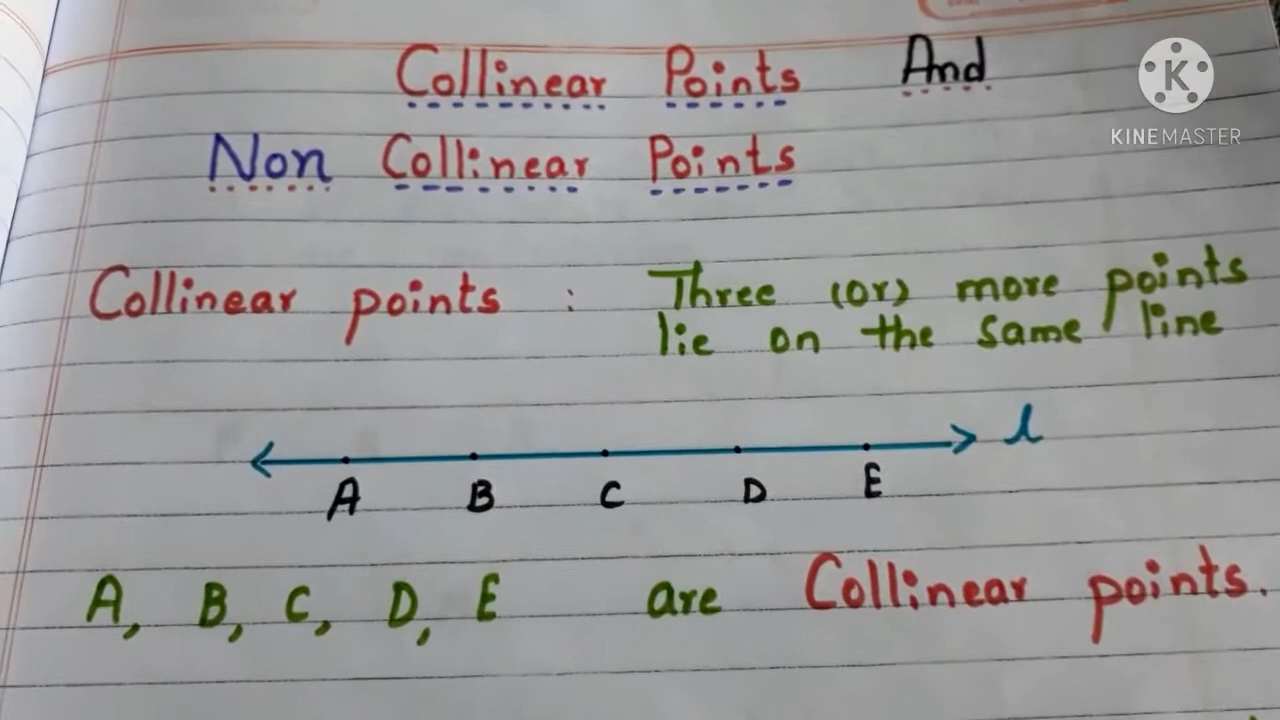 Collinear Points And
Non Collinear Points
KINEMASTER
Collinear points : Three (or) more points
lie on the same line
l
A B C D E
A, B, C, D, E are Collinear points.